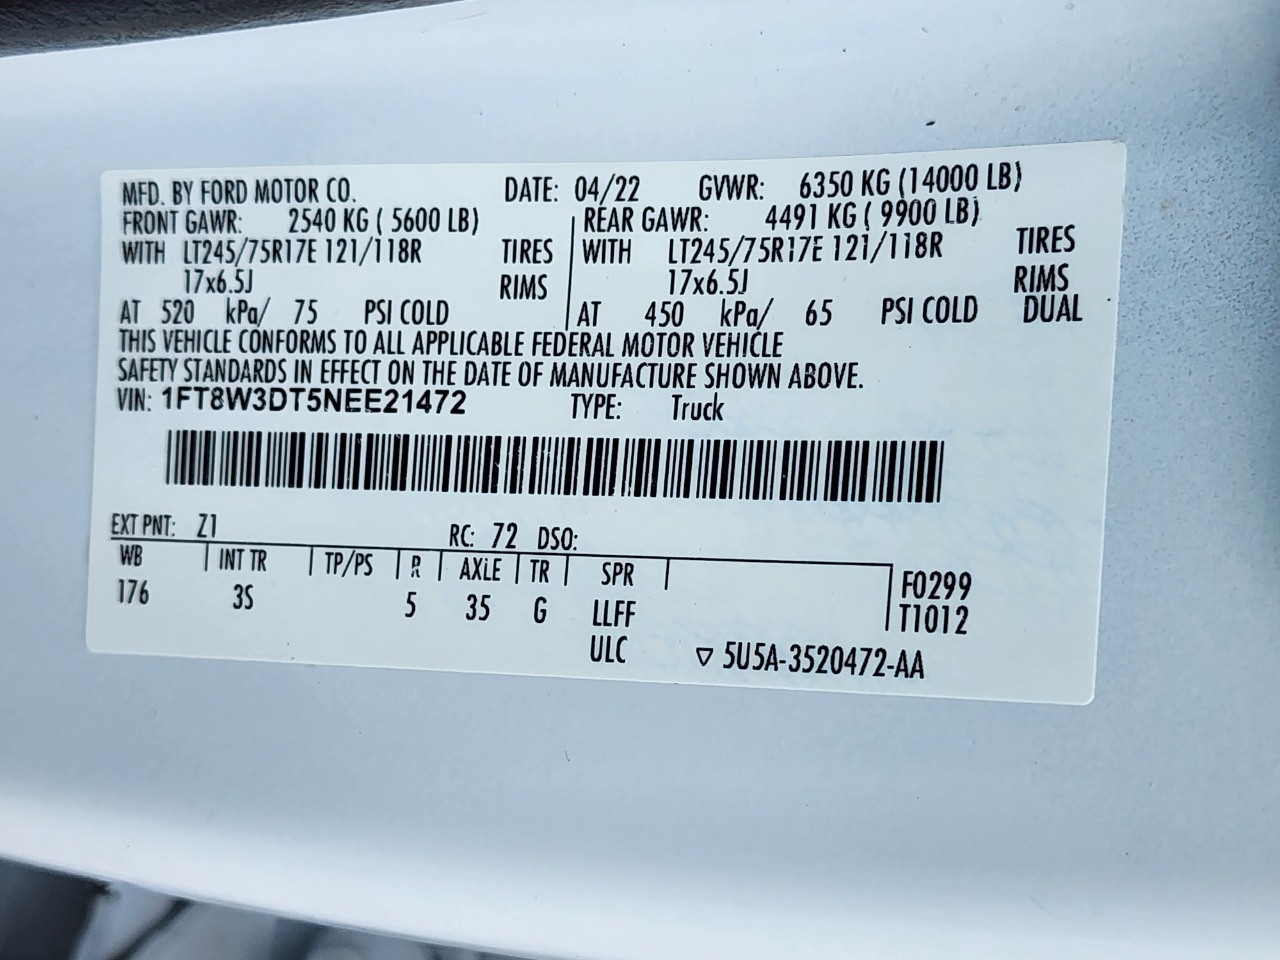 MFD. BY FORD MOTOR CO. DATE: 04/22 GVWR: 6350 KG (14000 LB)
FRONT GAWR: 2540 KG ( 5600 LB) REAR GAWR: 4491 KG ( 9900 LB)
WITH LT245/75R17E 121/118R TIRES WITH LT245/75R17E 121/118R TIRES
17x6.5J RIMS 17x6.5J RIMS
AT 520 kPa/ 75 PSI COLD AT 450 kPa/ 65 PSI COLD DUAL
THIS VEHICLE CONFORMS TO ALL APPLICABLE FEDERAL MOTOR VEHICLE
SAFETY STANDARDS IN EFFECT ON THE DATE OF MANUFACTURE SHOWN ABOVE.
VIN: 1FT8W3DT5NEE21472 TYPE: Truck
EXT PNT: Z1 RC: 72 DSO:
WB INT TR TP/PS R AXLE TR SPR F0299
176 3S 5 35 G LLFF T1012
ULC ▽ 5U5A-3520472-AA